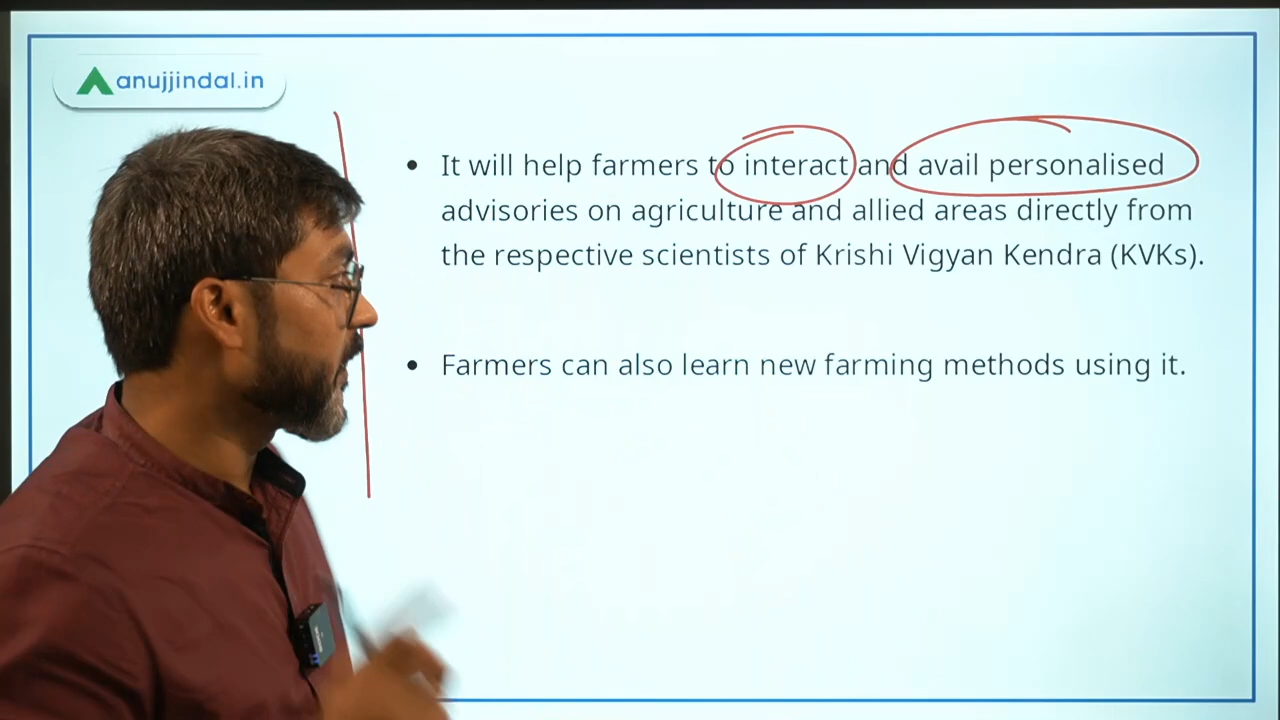 anujjindal.in
• It will help farmers to interact and avail personalised
advisories on agriculture and allied areas directly from
the respective scientists of Krishi Vigyan Kendra (KVKs).
• Farmers can also learn new farming methods using it.